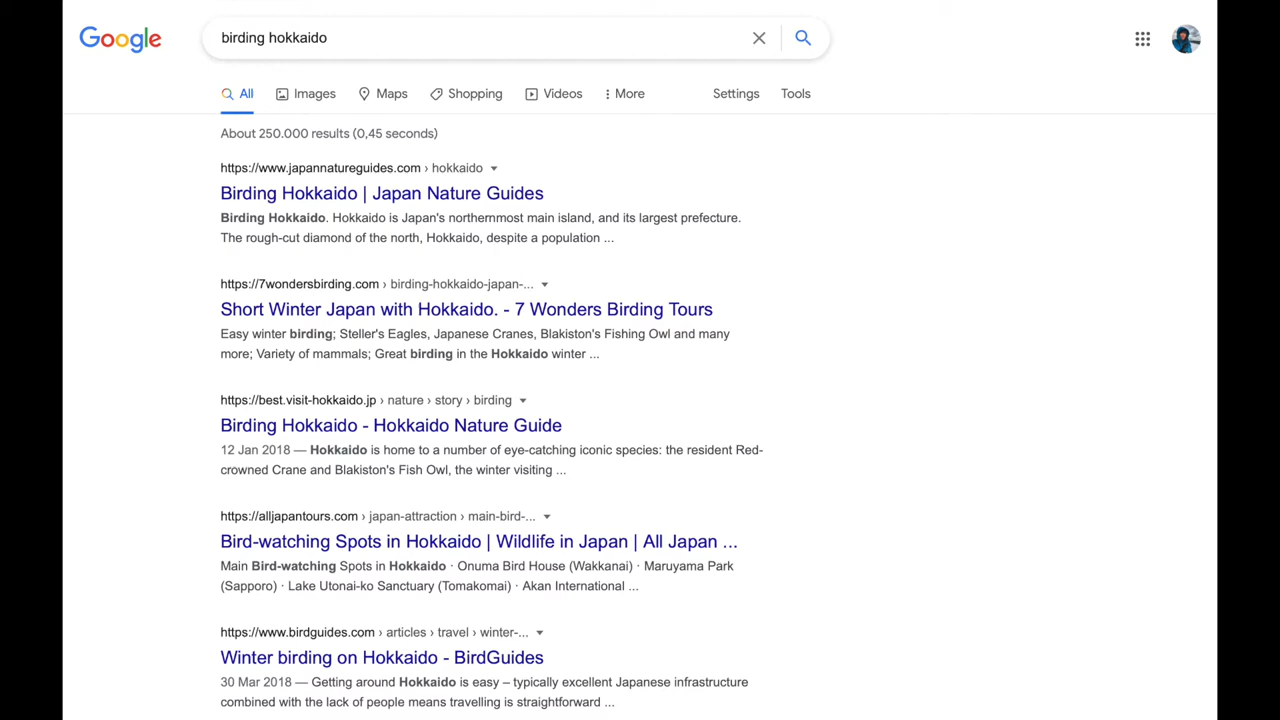 Google
birding hokkaido
All Images Maps Shopping Videos More Settings Tools
About 250.000 results (0,45 seconds)
https://www.japannatureguides.com › hokkaido
Birding Hokkaido | Japan Nature Guides
Birding Hokkaido. Hokkaido is Japan's northernmost main island, and its largest prefecture.
The rough-cut diamond of the north, Hokkaido, despite a population ...
https://7wondersbirding.com › birding-hokkaido-japan-...
Short Winter Japan with Hokkaido. - 7 Wonders Birding Tours
Easy winter birding; Steller's Eagles, Japanese Cranes, Blakiston's Fishing Owl and many
more; Variety of mammals; Great birding in the Hokkaido winter ...
https://best.visit-hokkaido.jp › nature › story › birding
Birding Hokkaido - Hokkaido Nature Guide
12 Jan 2018 — Hokkaido is home to a number of eye-catching iconic species: the resident Red-
crowned Crane and Blakiston's Fish Owl, the winter visiting ...
https://alljapantours.com › japan-attraction › main-bird-...
Bird-watching Spots in Hokkaido | Wildlife in Japan | All Japan ...
Main Bird-watching Spots in Hokkaido · Onuma Bird House (Wakkanai) · Maruyama Park
(Sapporo) · Lake Utonai-ko Sanctuary (Tomakomai) · Akan International ...
https://www.birdguides.com › articles › travel › winter-...
Winter birding on Hokkaido - BirdGuides
30 Mar 2018 — Getting around Hokkaido is easy – typically excellent Japanese infrastructure
combined with the lack of people means travelling is straightforward ...